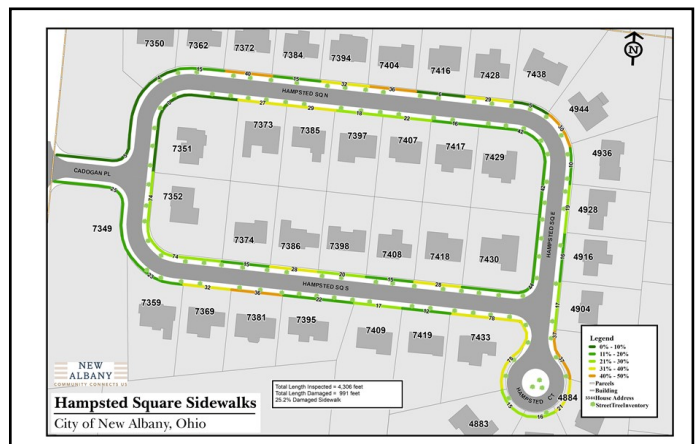 7350
7362
7372
7384
7394
7404
7416
7428
7438
N
HAMPSTED SQ N
4944
4936
7351
7373
7385
7397
7407
7417
7429
CADOGAN PL
4928
7352
HAMPSTED SQ E
7349
7374
7386
7398
7408
7418
7430
4916
HAMPSTED SQ S
4904
7359
7369
7381
7395
7409
7419
7433
Legend
0% - 10%
11% - 20%
21% - 30%
31% - 40%
40% - 50%
Parcels
Building
House Address
StreetTreeInventory
NEW
ALBANY
COMMUNITY CONNECTS US
Total Length Inspected = 4,306 feet
Total Length Damaged = 991 feet
25.2% Damaged Sidewalk
HAMPSTED CT
4884
4883
Hampsted Square Sidewalks
City of New Albany, Ohio